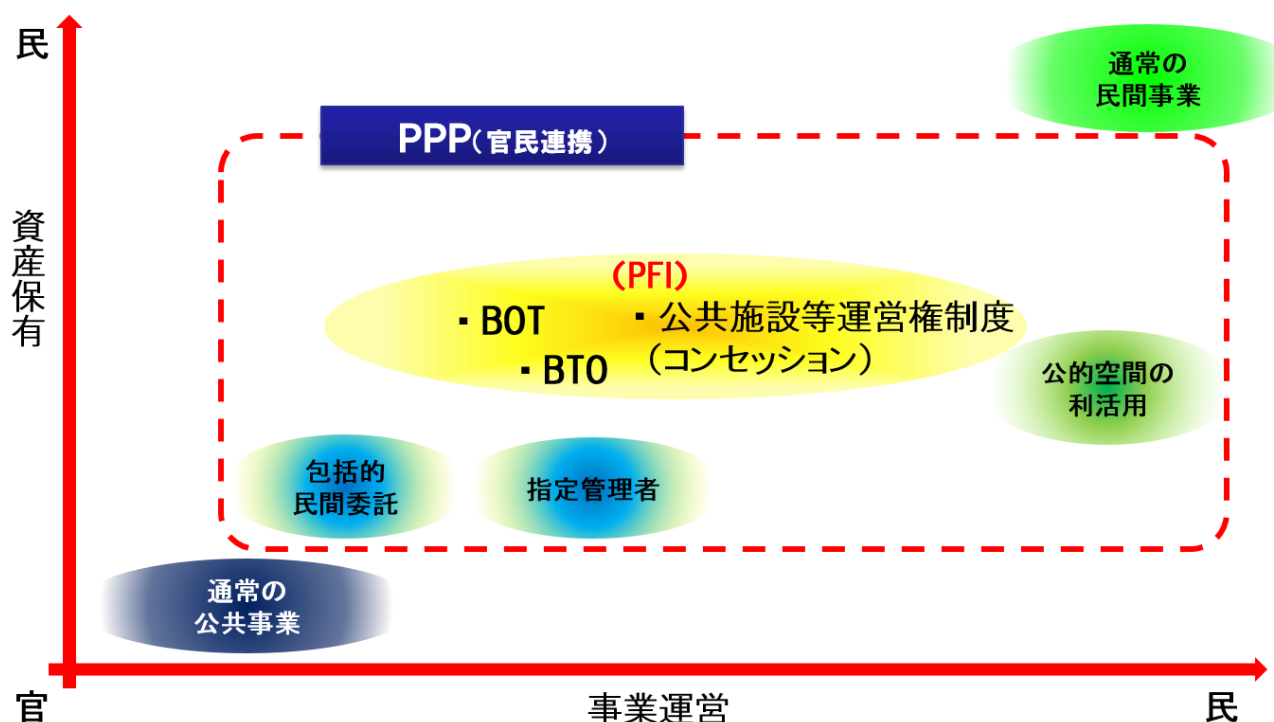 民
通常の
民間事業
PPP(官民連携)
資産保有
(PFI)
・BOT
・公共施設等運営権制度
・BTO
(コンセッション)
公的空間の
利活用
包括的
民間委託
指定管理者
通常の
公共事業
官
事業運営
民